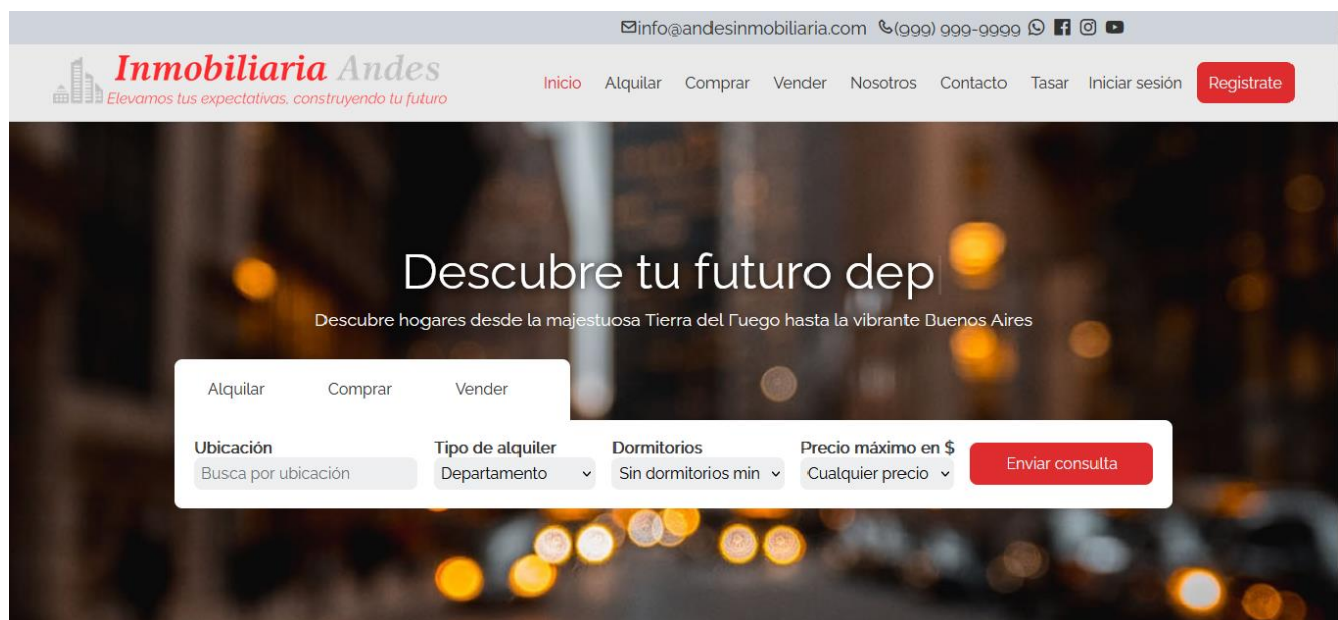 info@andesinmobiliaria.com (999) 999-9999
Inmobiliaria Andes
Elevamos tus expectativas, construyendo tu futuro
Inicio Alquilar Comprar Vender Nosotros Contacto Tasar Iniciar sesión Registrate
Descubre tu futuro dep
Descubre hogares desde la majestuosa Tierra del Fuego hasta la vibrante Buenos Aires
Alquilar Comprar Vender
Ubicación Tipo de alquiler Dormitorios Precio máximo en $
Busca por ubicación Departamento Sin dormitorios min Cualquier precio Enviar consulta